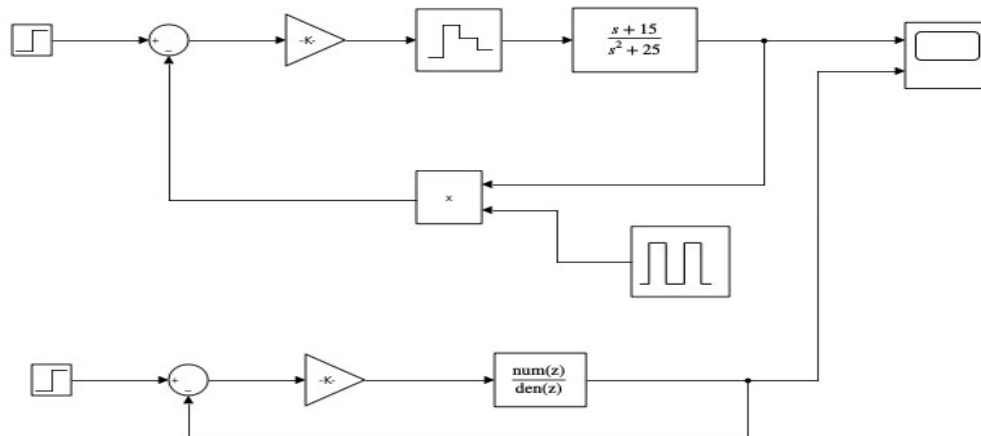 +
_
-K-
s + 15
s² + 25
×
+
_
-K-
num(z)
den(z)